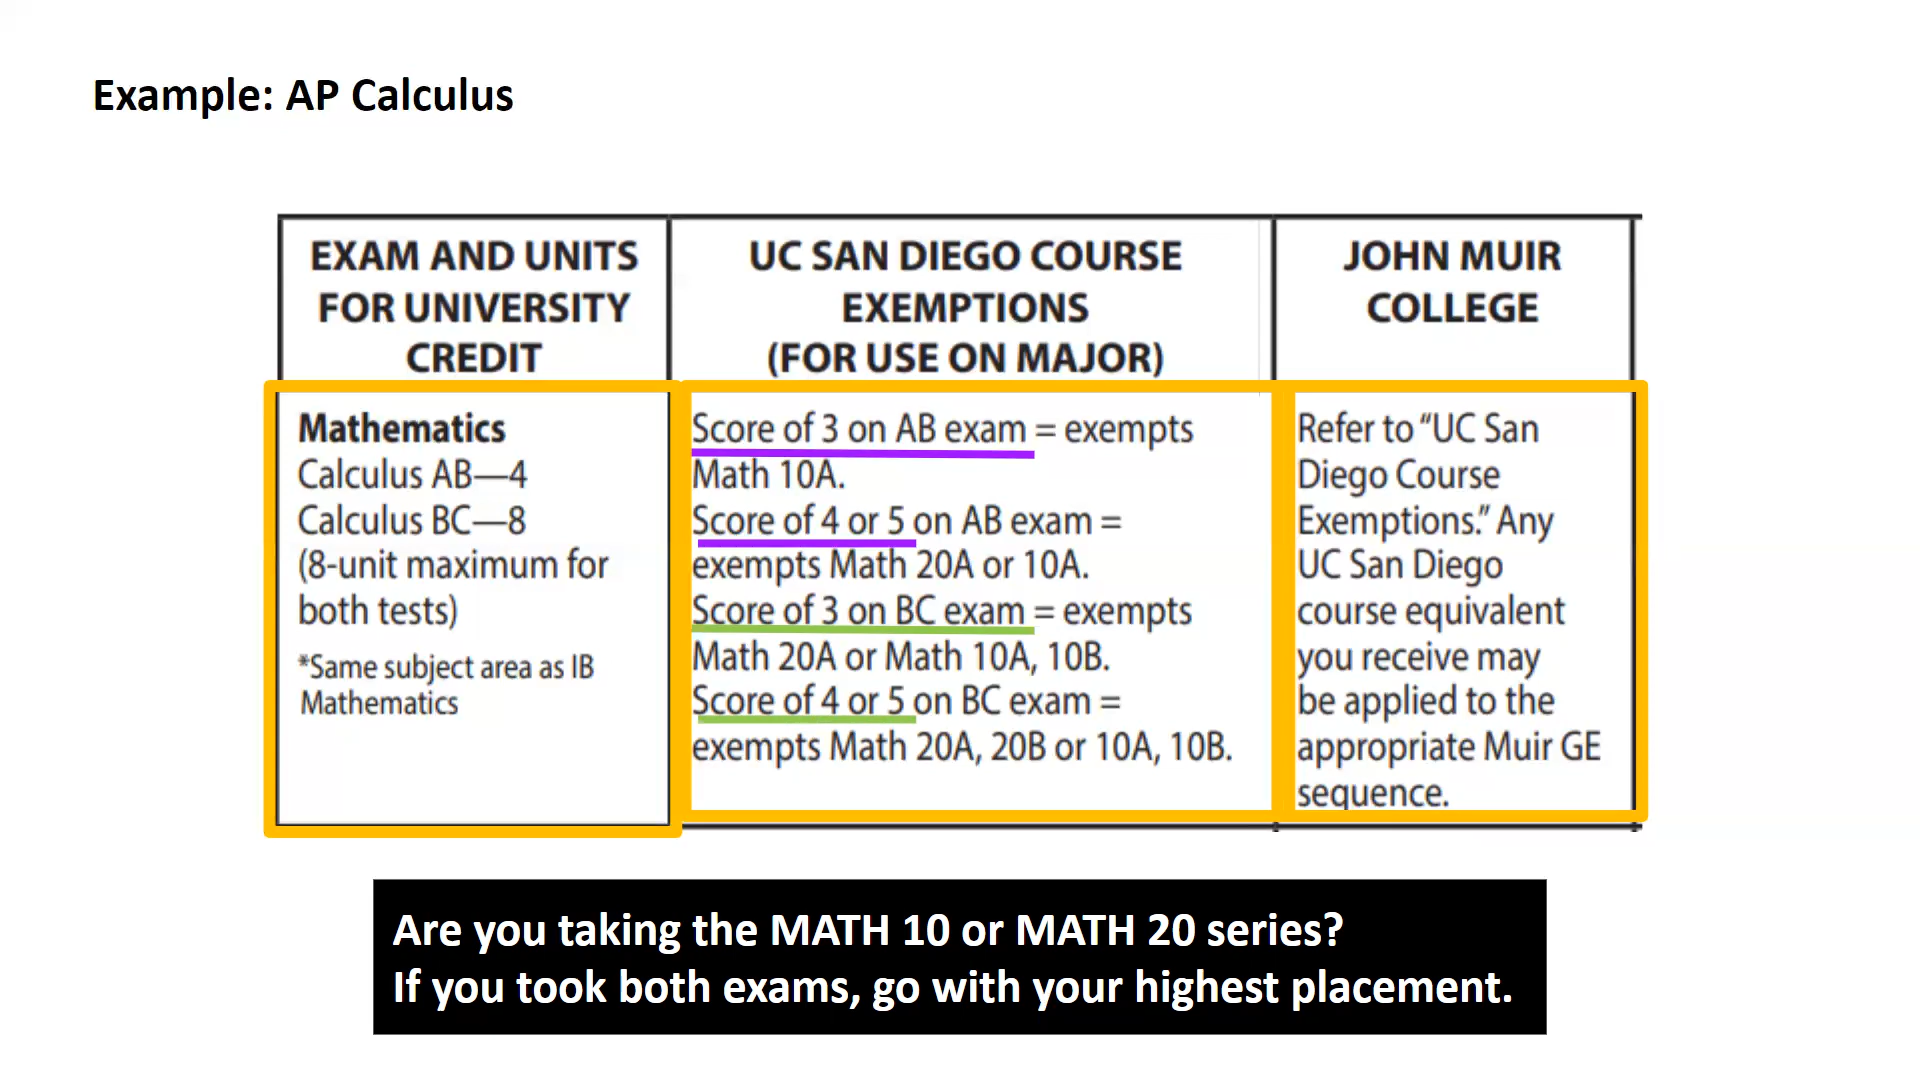 Example: AP Calculus
EXAM AND UNITS
FOR UNIVERSITY
CREDIT
UC SAN DIEGO COURSE
EXEMPTIONS
(FOR USE ON MAJOR)
JOHN MUIR
COLLEGE
Mathematics
Calculus AB—4
Calculus BC—8
(8-unit maximum for
both tests)
*Same subject area as IB
Mathematics
Score of 3 on AB exam = exempts
Math 10A.
Score of 4 or 5 on AB exam =
exempts Math 20A or 10A.
Score of 3 on BC exam = exempts
Math 20A or Math 10A, 10B.
Score of 4 or 5 on BC exam =
exempts Math 20A, 20B or 10A, 10B.
Refer to “UC San
Diego Course
Exemptions.” Any
UC San Diego
course equivalent
you receive may
be applied to the
appropriate Muir GE
sequence.
Are you taking the MATH 10 or MATH 20 series?
If you took both exams, go with your highest placement.